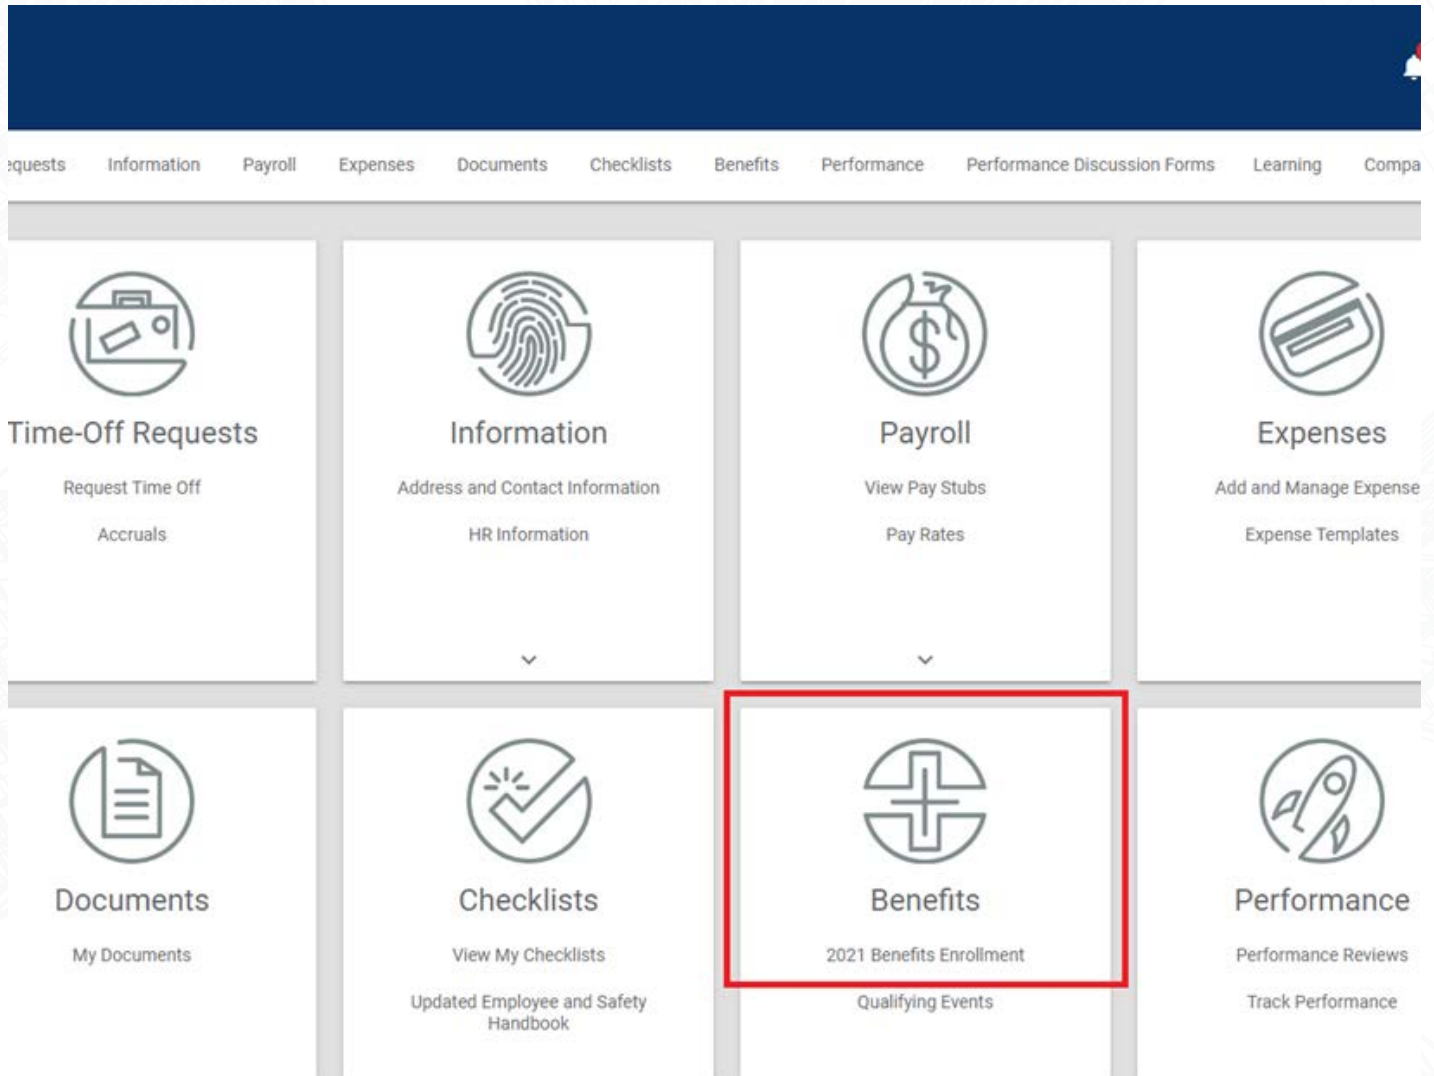 equests Information Payroll Expenses Documents Checklists Benefits Performance Performance Discussion Forms Learning Compa
Time-Off Requests
Request Time Off
Accruals
Information
Address and Contact Information
HR Information
Payroll
View Pay Stubs
Pay Rates
Expenses
Add and Manage Expense
Expense Templates
Documents
My Documents
Checklists
View My Checklists
Updated Employee and Safety
Handbook
Benefits
2021 Benefits Enrollment
Qualifying Events
Performance
Performance Reviews
Track Performance